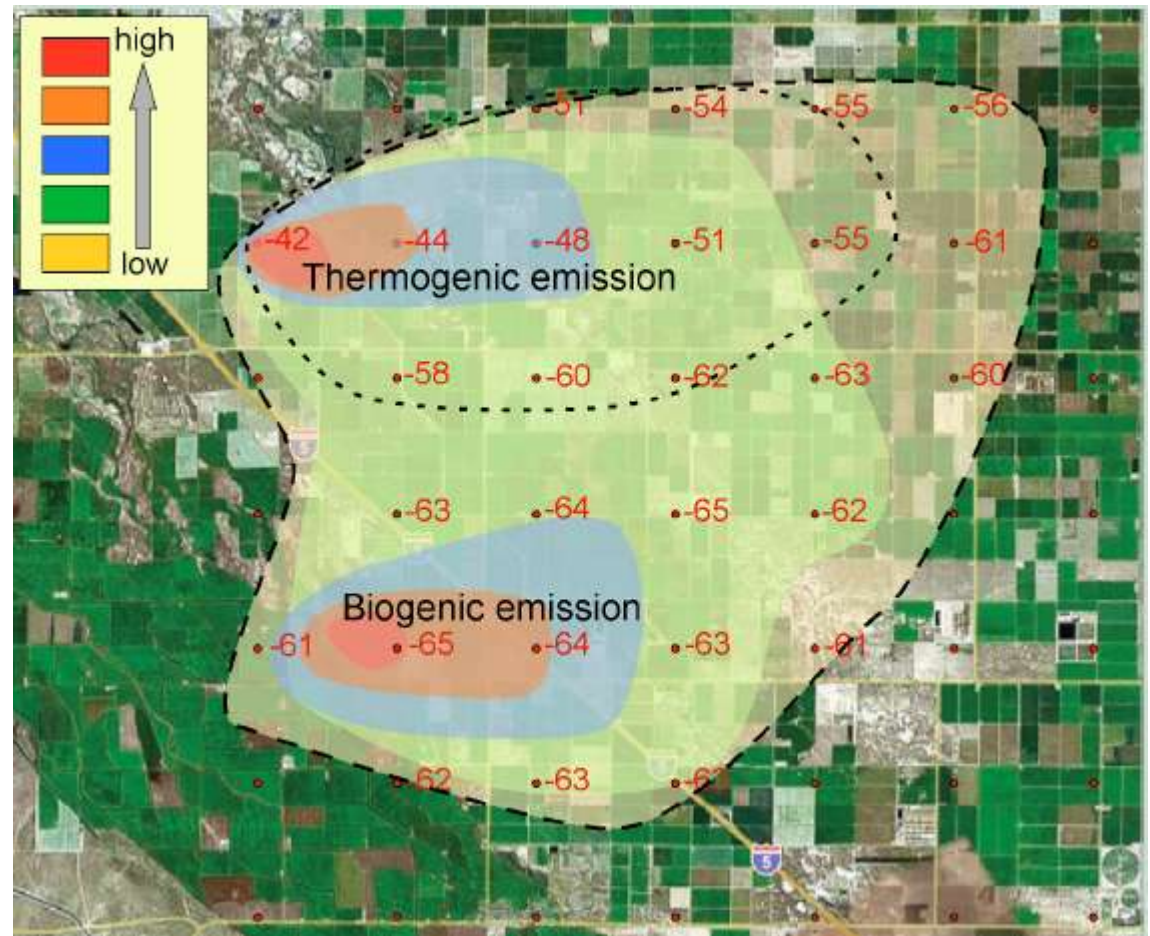 high
low
-51 -54 -55 -56
-42 -44 -48 -51 -55 -61
Thermogenic emission
-58 -60 -62 -63 -60
5
-63 -64 -65 -62
Biogenic emission
-61 -65 -64 -63 -61
-62 -63
5